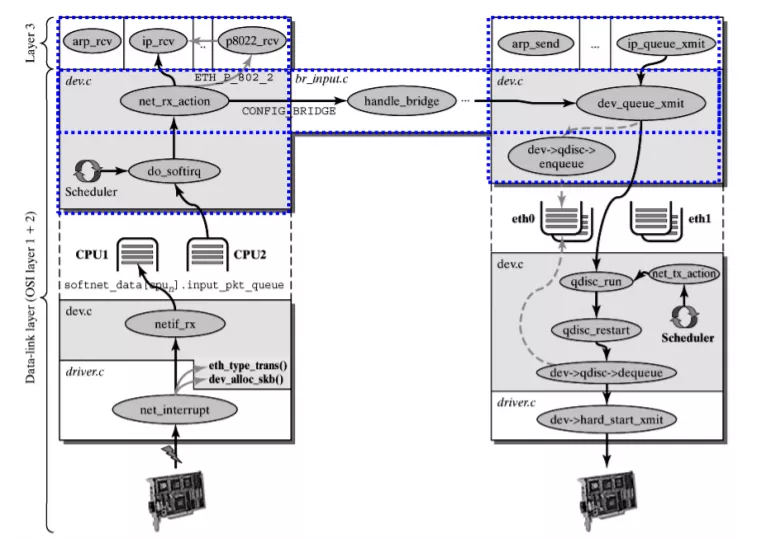 Layer 3
arp_rcv
ip_rcv
..
p8022_rcv
arp_send
...
ip_queue_xmit
dev.c
ETH_P_802_2
br_input.c
dev.c
net_rx_action
CONFIG_BRIDGE
handle_bridge
...
dev_queue_xmit
do_softirq
Scheduler
dev->qdisc->
enqueue
Data-link layer (OSI layer 1 + 2)
CPU1
CPU2
eth0
eth1
softnet_data[cpun].input_pkt_queue
dev.c
netif_rx
eth_type_trans()
dev_alloc_skb()
driver.c
net_interrupt
dev.c
qdisc_run
net_tx_action
qdisc_restart
Scheduler
dev->qdisc->dequeue
driver.c
dev->hard_start_xmit